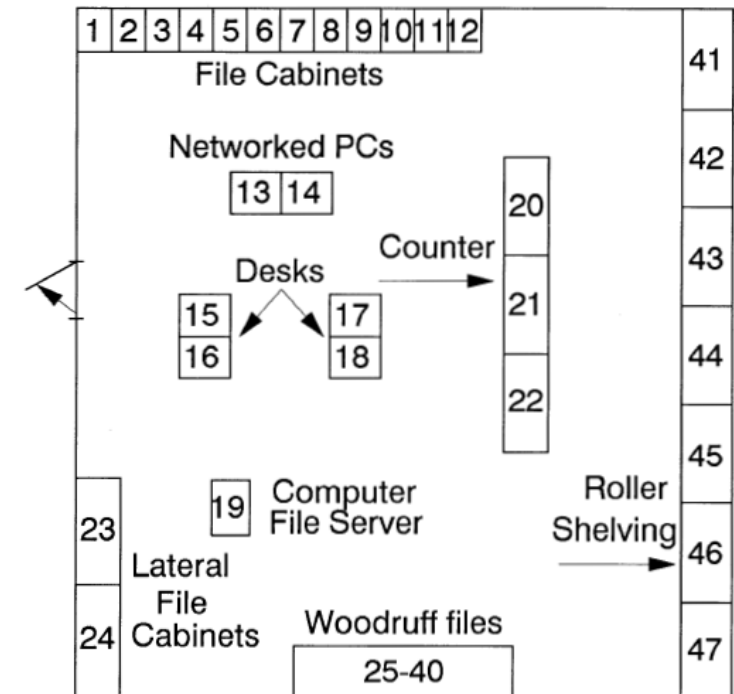 1 2 3 4 5 6 7 8 9 10 11 12
File Cabinets
41
42
43
44
45
46
47
Networked PCs
13 14
20
21
22
Counter
Desks
15
16
17
18
19
Computer
File Server
Roller
Shelving
23
24
Lateral
File
Cabinets
Woodruff files
25-40